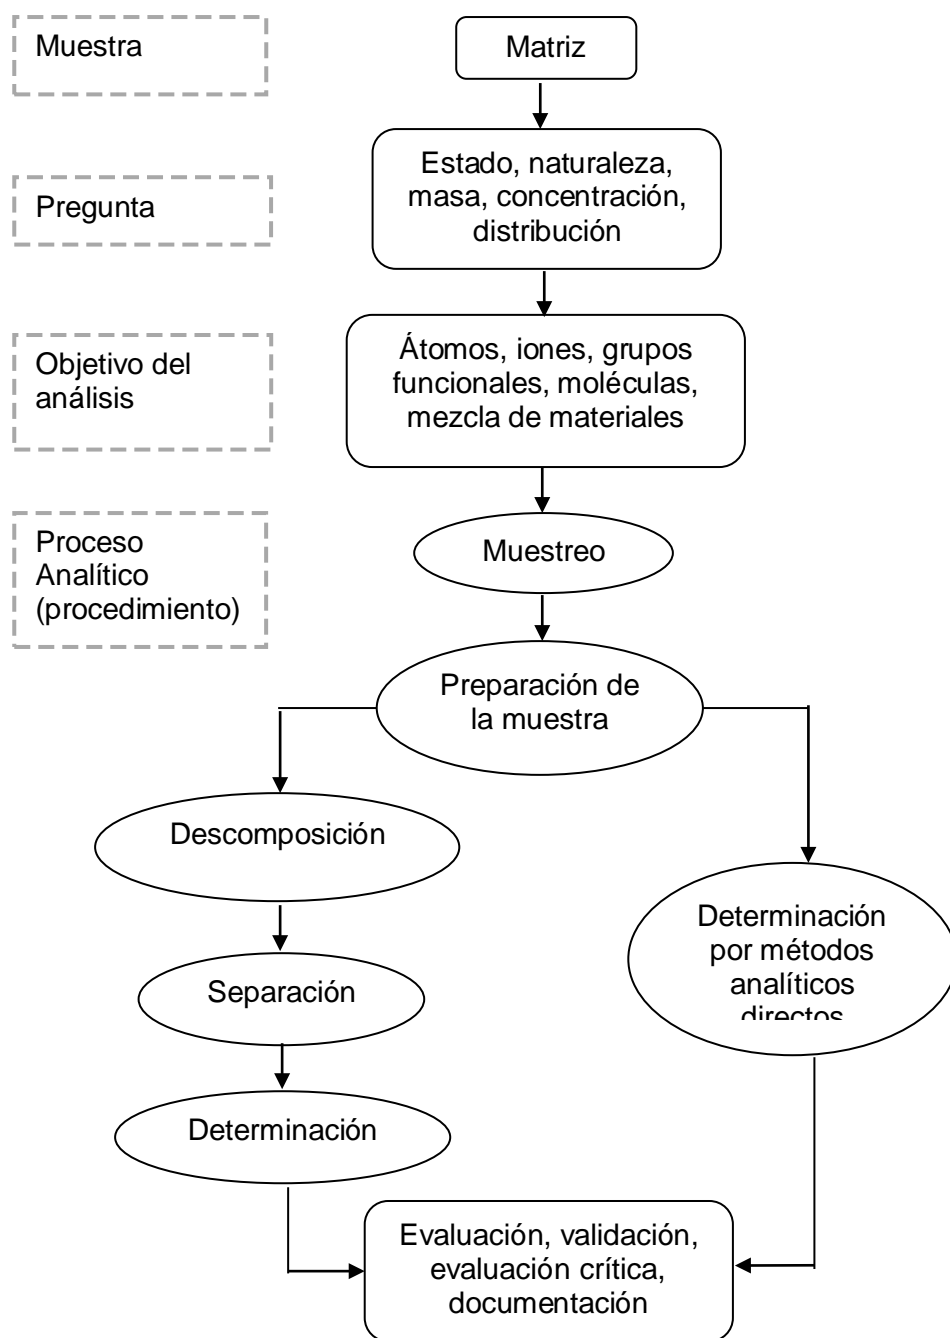 Muestra
Matriz
Pregunta
Estado, naturaleza,
masa, concentración,
distribución
Objetivo del
análisis
Átomos, iones, grupos
funcionales, moléculas,
mezcla de materiales
Proceso
Analítico
(procedimiento)
Muestreo
Preparación de
la muestra
Descomposición
Separación
Determinación
Determinación
por métodos
analíticos
directos
Evaluación, validación,
evaluación crítica,
documentación